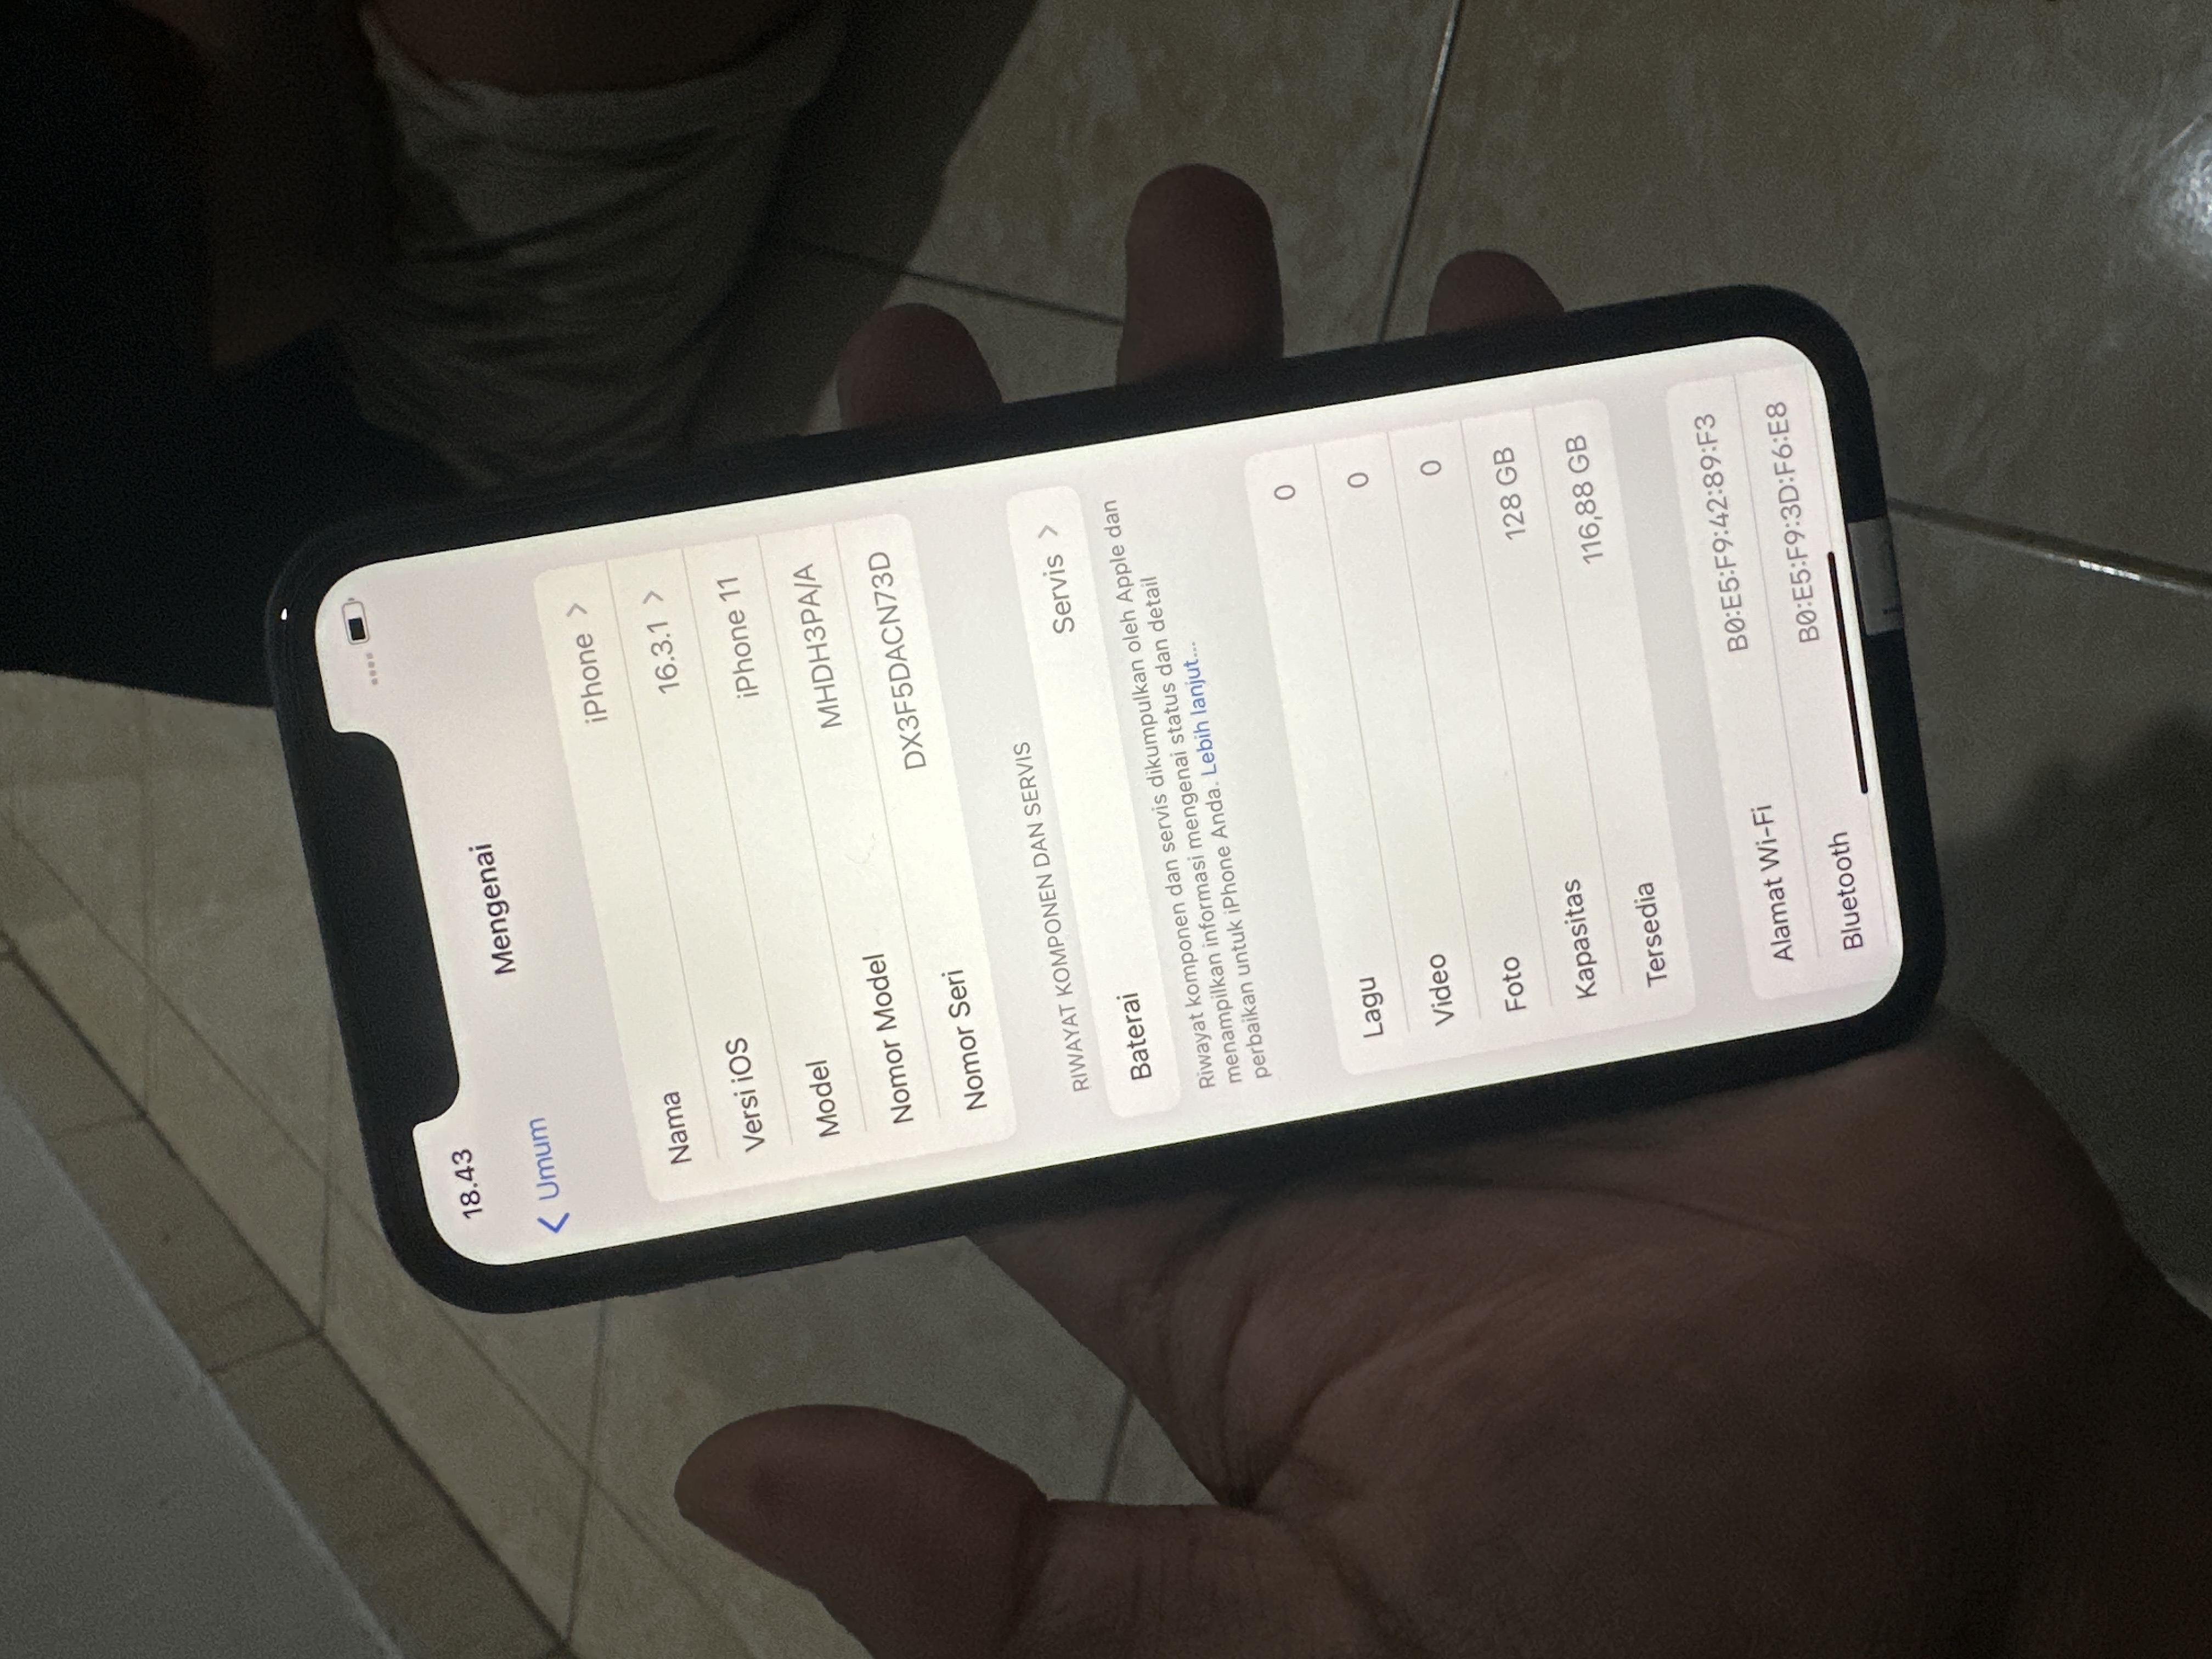 18.43
Umum
Mengenai
Nama iPhone
Versi iOS 16.3.1
Model iPhone 11
Nomor Model MHDH3PA/A
Nomor Seri DX3F5DACN73D
RIWAYAT KOMPONEN DAN SERVIS
Baterai Servis
Riwayat komponen dan servis dikumpulkan oleh Apple dan
menampilkan informasi mengenai status dan detail
perbaikan untuk iPhone Anda. Lebih lanjut...
Lagu 0
Video 0
Foto 0
Kapasitas 128 GB
Tersedia 116,88 GB
Alamat Wi-Fi B0:E5:F9:42:89:F3
Bluetooth B0:E5:F9:3D:F6:E8